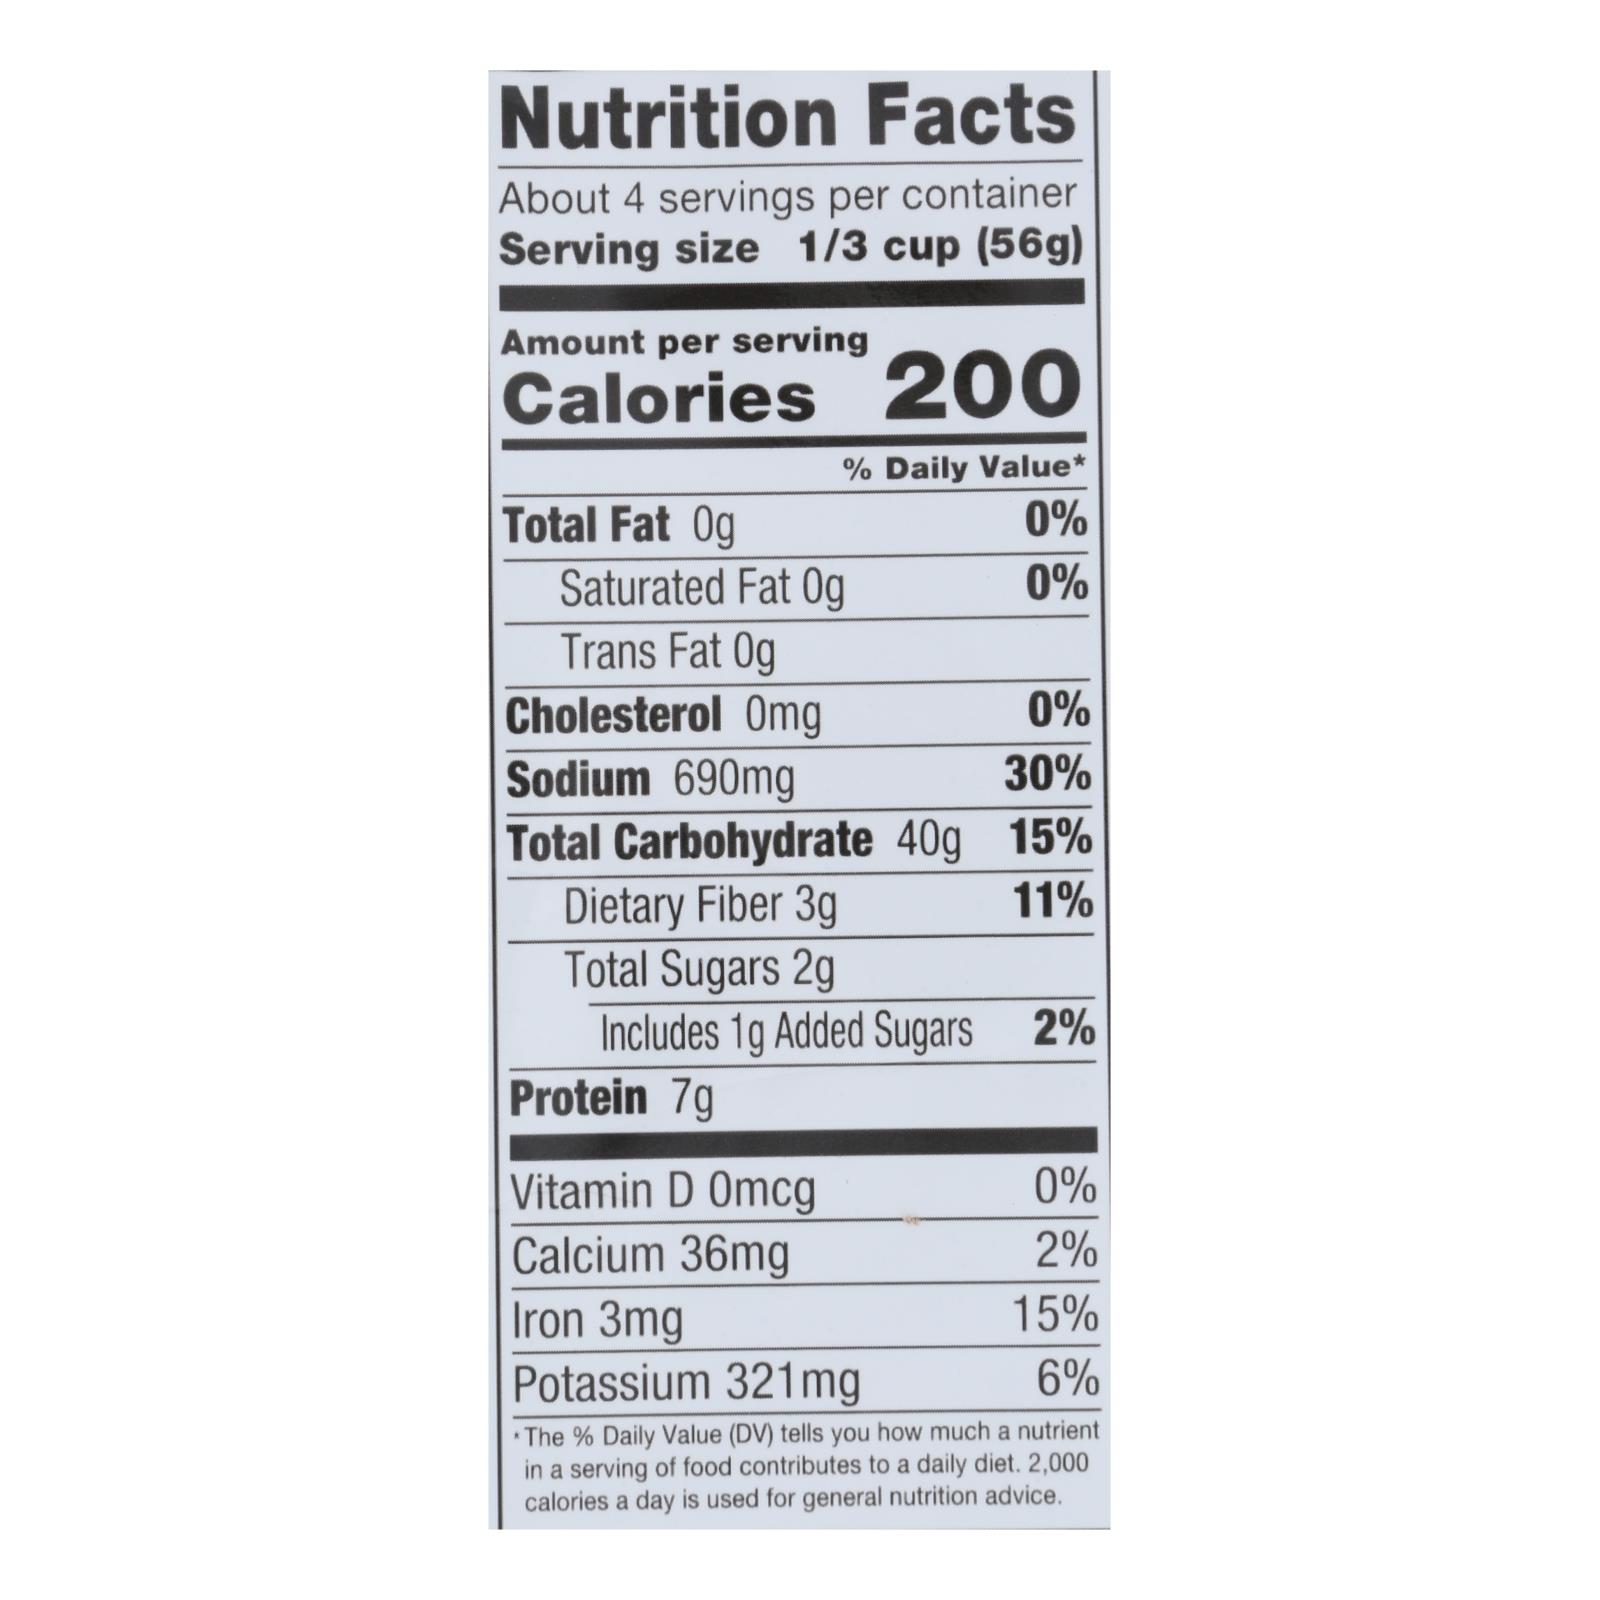 Nutrition Facts
About 4 servings per container
Serving size 1/3 cup (56g)
Amount per serving
Calories 200
% Daily Value*
Total Fat 0g 0%
Saturated Fat 0g 0%
Trans Fat 0g
Cholesterol 0mg 0%
Sodium 690mg 30%
Total Carbohydrate 40g 15%
Dietary Fiber 3g 11%
Total Sugars 2g
Includes 1g Added Sugars 2%
Protein 7g
Vitamin D 0mcg 0%
Calcium 36mg 2%
Iron 3mg 15%
Potassium 321mg 6%
*The % Daily Value (DV) tells you how much a nutrient
in a serving of food contributes to a daily diet. 2,000
calories a day is used for general nutrition advice.